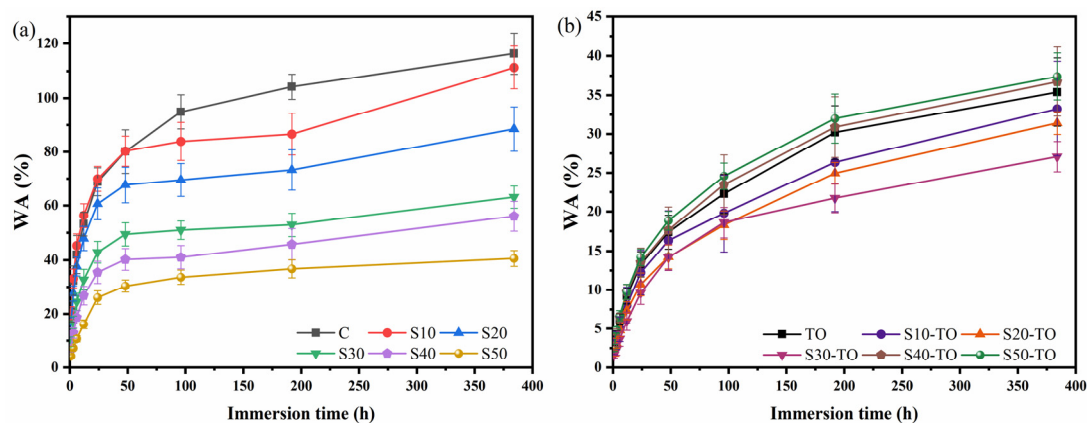 (a)
WA (%)
120
100
80
60
40
20
0
C S10 S20
S30 S40 S50
0 50 100 150 200 250 300 350 400
Immersion time (h)
(b)
WA (%)
45
40
35
30
25
20
15
10
5
0
TO S10-TO S20-TO
S30-TO S40-TO S50-TO
0 50 100 150 200 250 300 350 400
Immersion time (h)